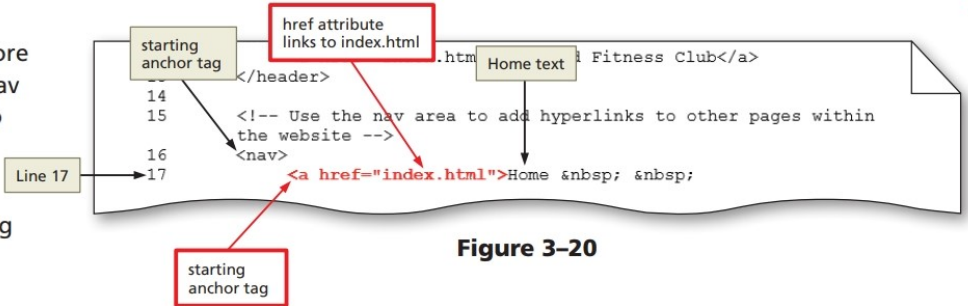 href attribute
links to index.html
starting
anchor tag
Home text
.htm Fitness Club</a>
</header>
14
15 <!-- Use the nav area to add hyperlinks to other pages within
the website -->
16 <nav>
Line 17
17 <a href="index.html">Home &nbsp; &nbsp;
starting
anchor tag
Figure 3–20